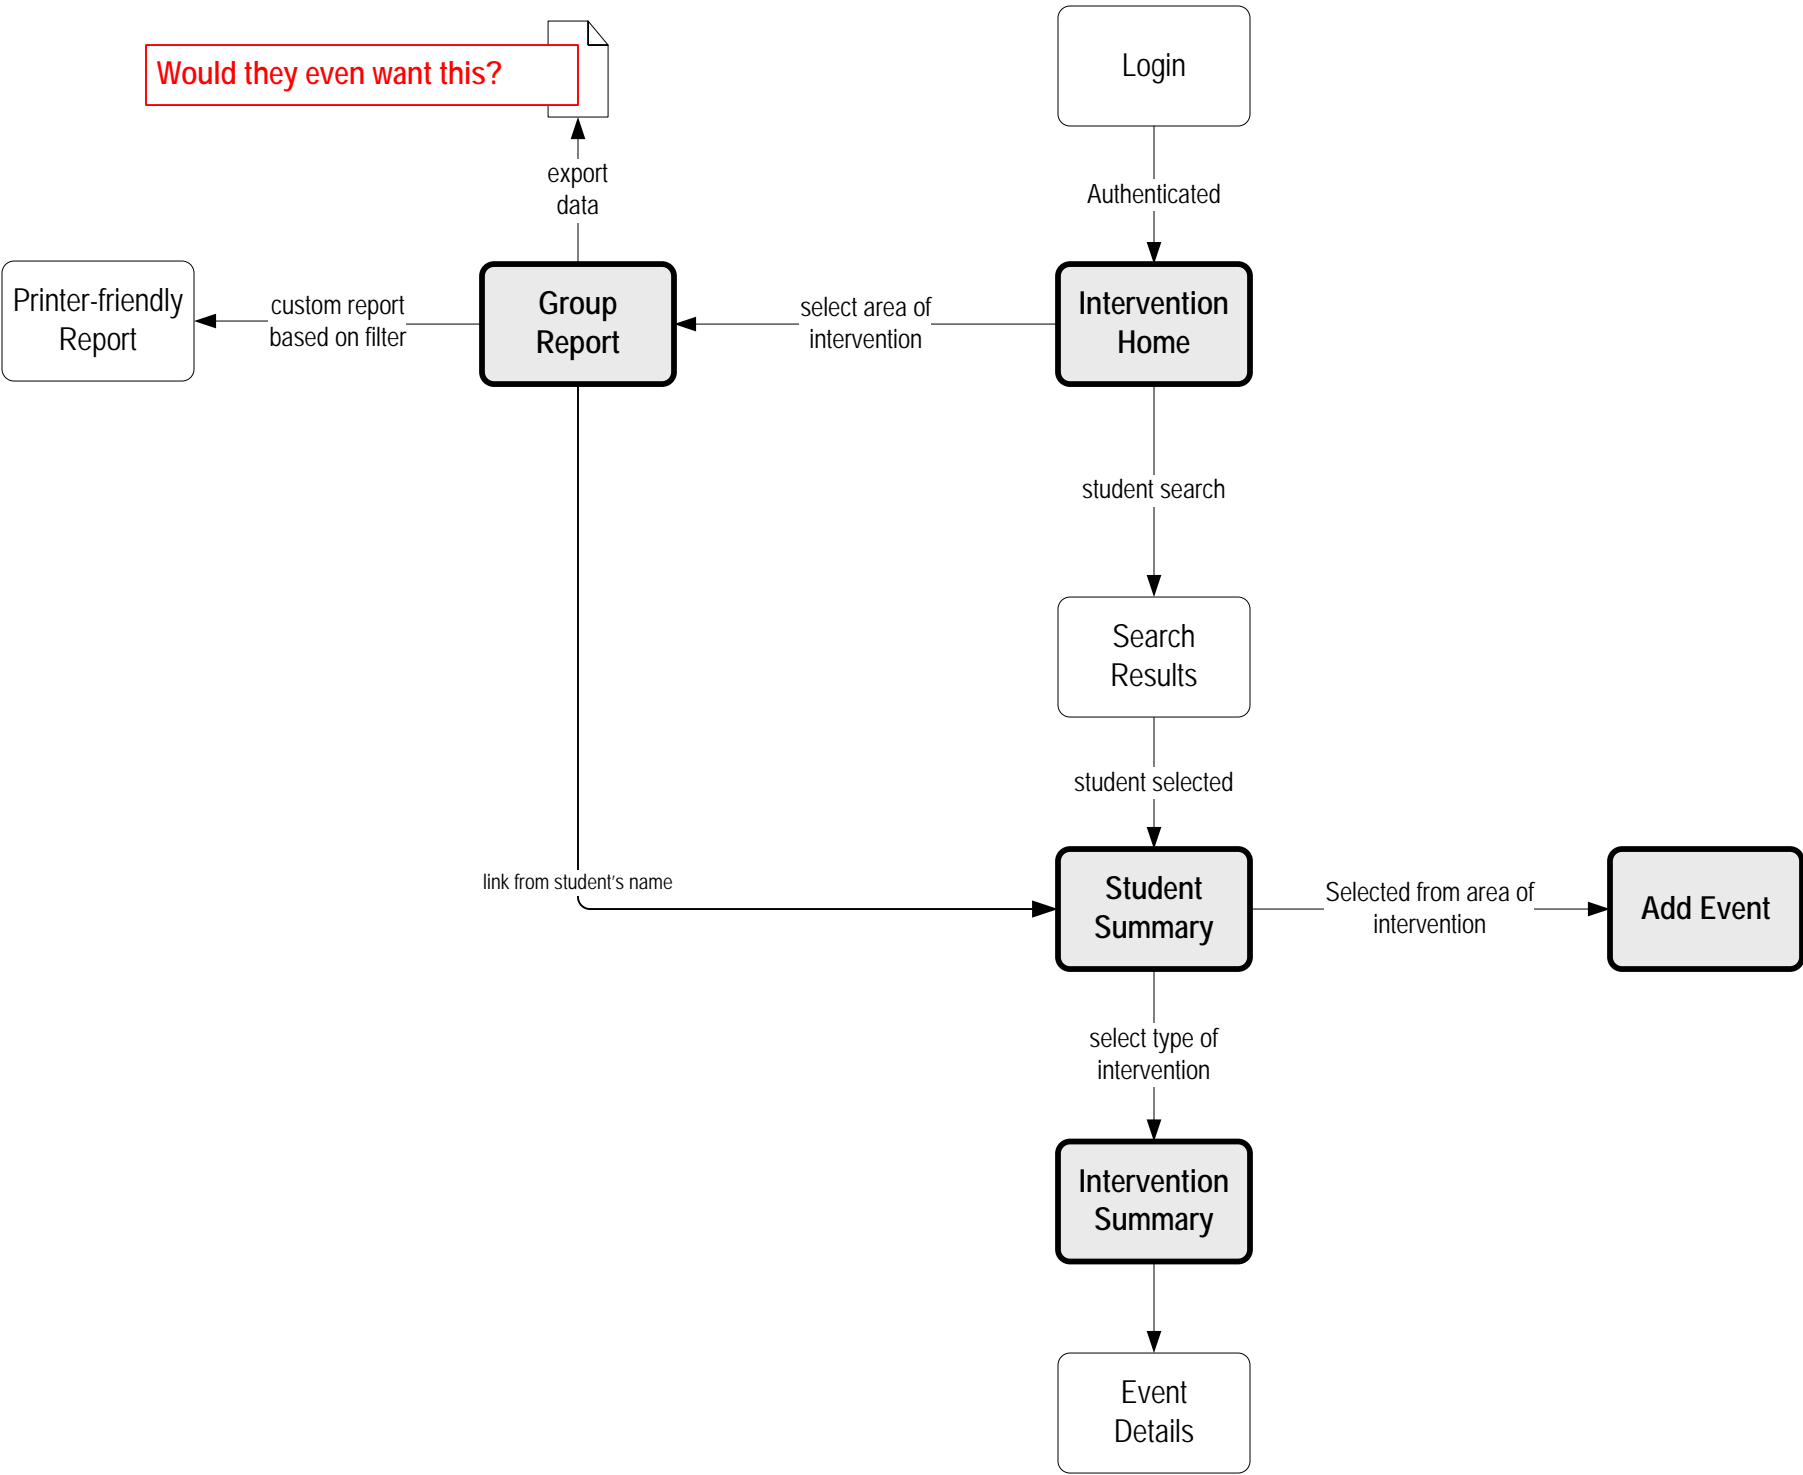 Would they even want this?
Login
export
data
Authenticated
Printer-friendly
Report
custom report
based on filter
Group
Report
select area of
intervention
Intervention
Home
student search
Search
Results
student selected
link from student's name
Student
Summary
Selected from area of
intervention
Add Event
select type of
intervention
Intervention
Summary
Event
Details